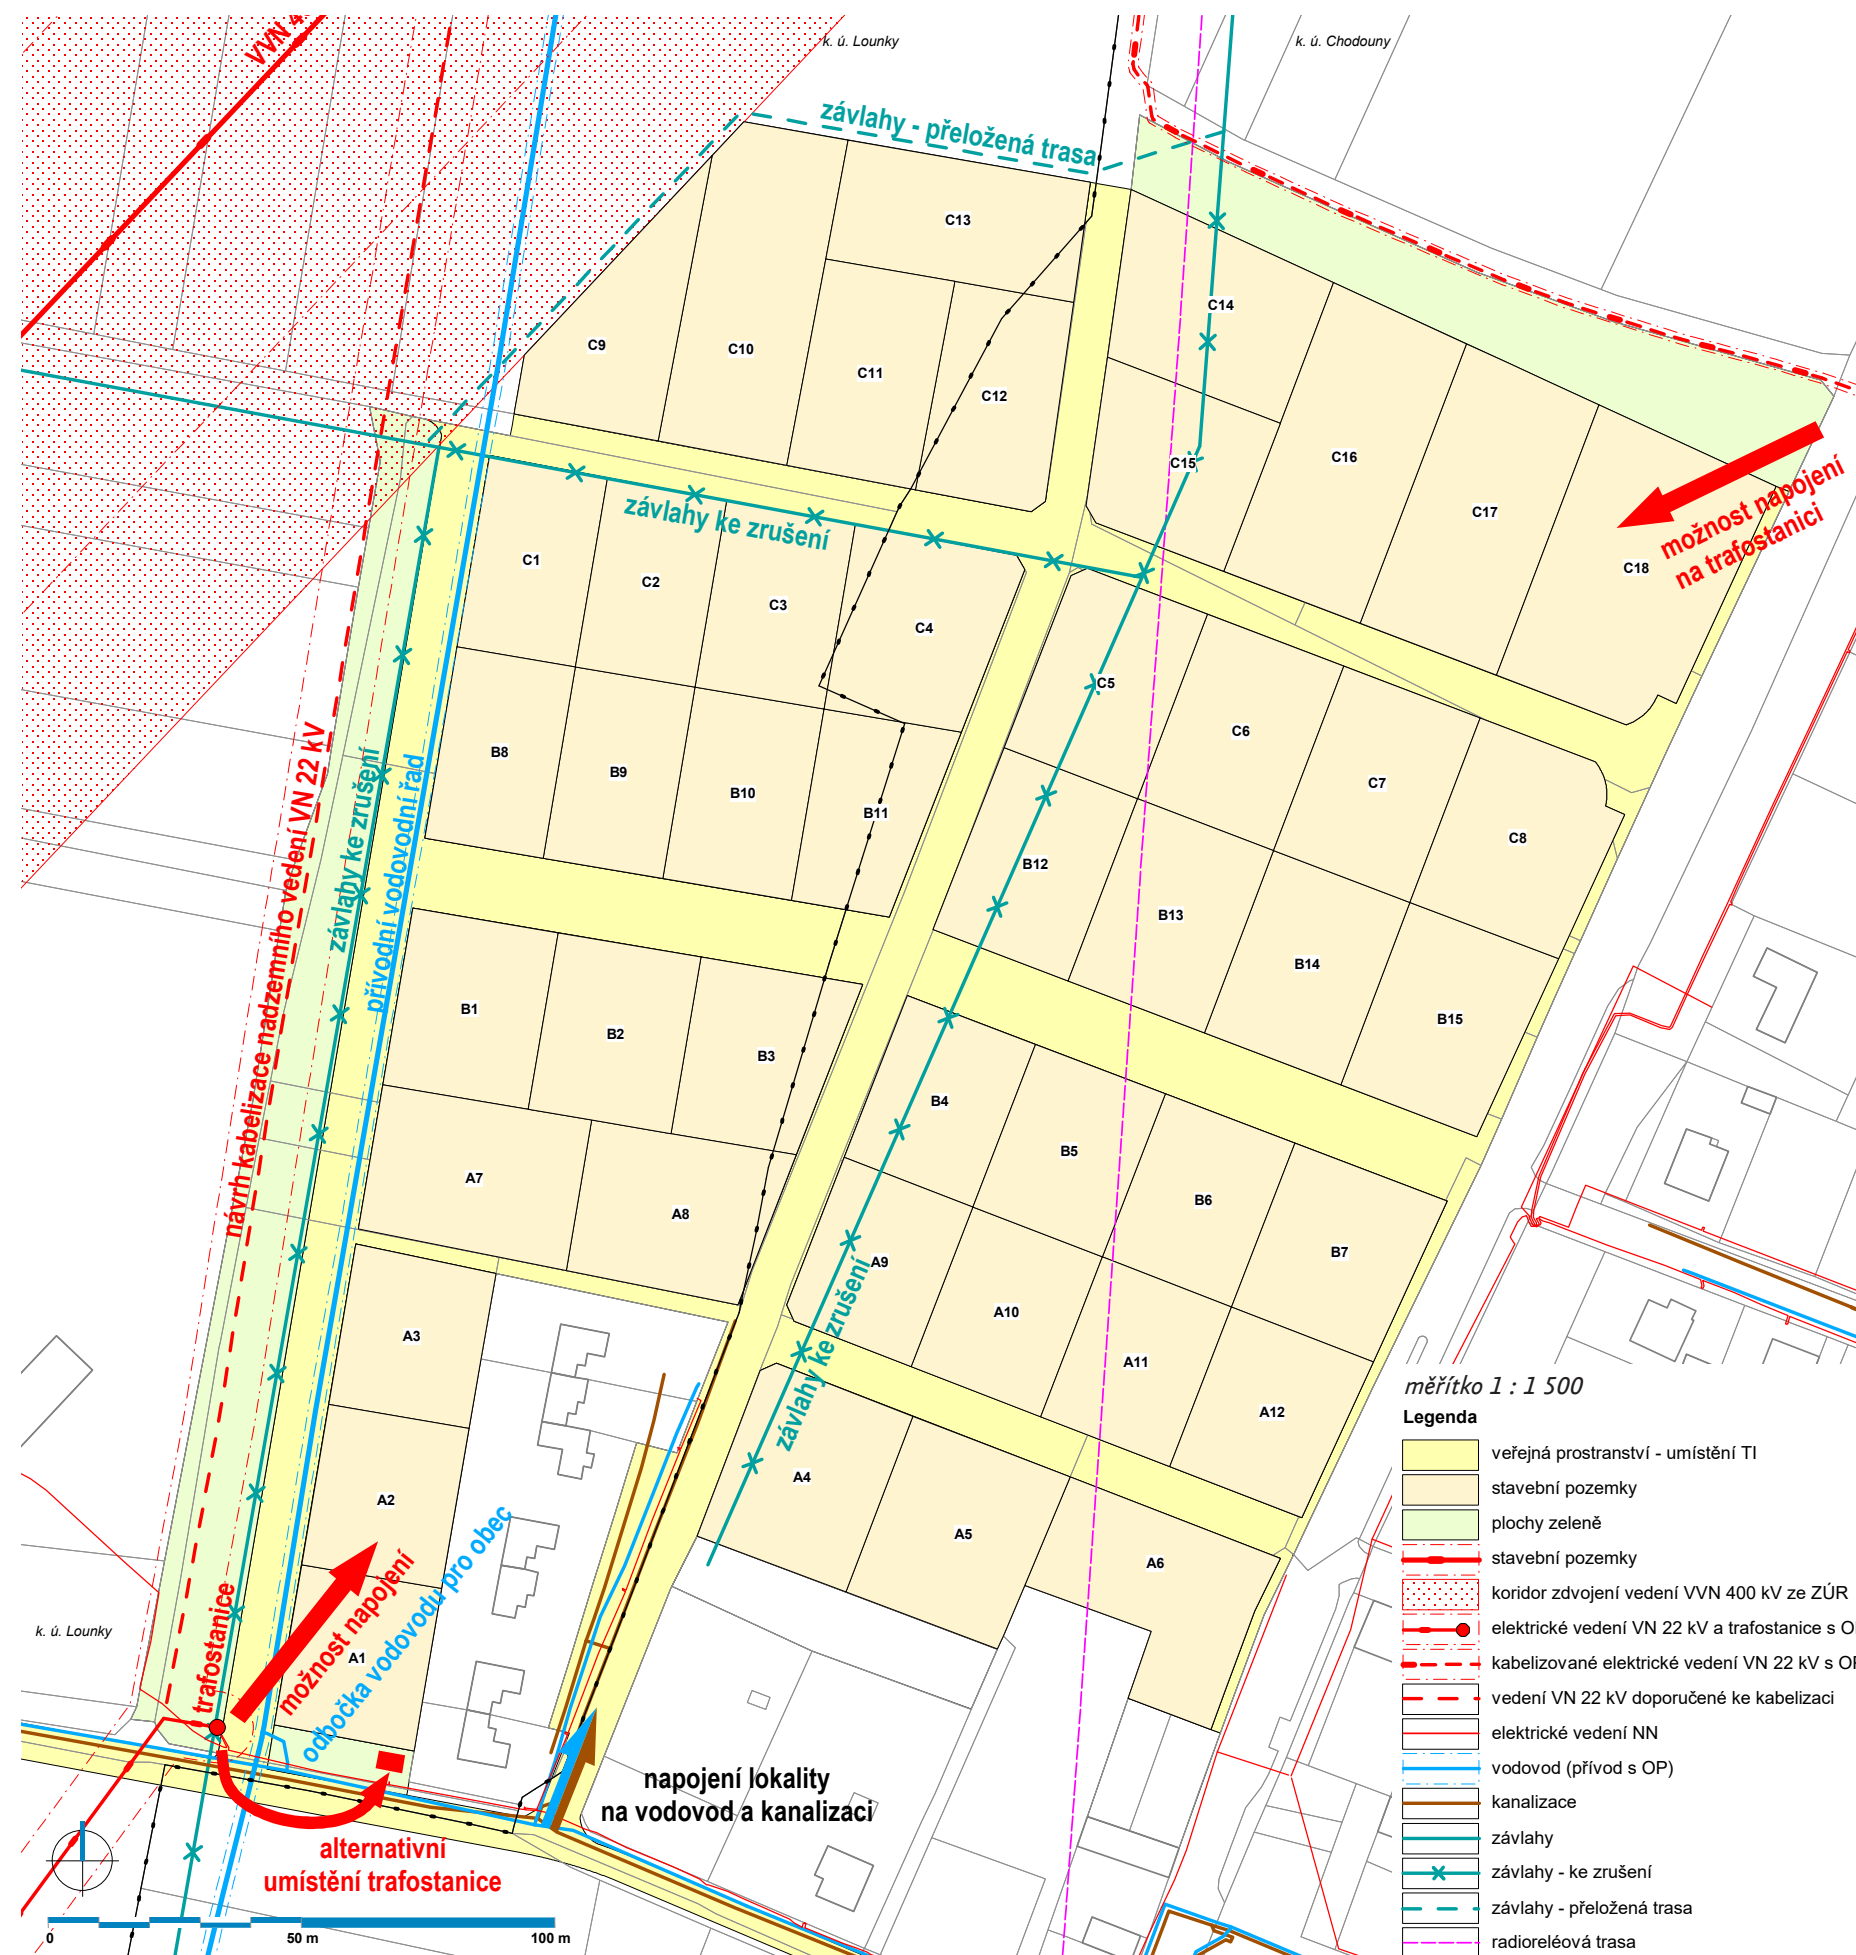 VVN 4
k. ú. Lounky
k. ú. Chodouny
závlahy - přeložená trasa
C13
C14
C9
C10
C11
C12
C15
C16
C17
C18
možnost napojení
na trafostanici
závlahy ke zrušení
C1
C2
C3
C4
C5
C6
C7
C8
B8
B9
B10
B11
B12
B13
B14
B15
návrh kabelizace nadzemního vedení VN 22 kV
závlahy ke zrušení
přívodní vodovodní řad
B1
B2
B3
B4
B5
B6
B7
A7
A8
A9
A10
A11
A12
závlahy ke zrušení
A3
A2
A1
A4
A5
A6
k. ú. Lounky
trafostanice
možnost napojení
odbočka vodovodu pro obec
napojení lokality
na vodovod a kanalizaci
alternativní
umístění trafostanice
0
50 m
100 m
měřítko 1 : 1 500
Legenda
veřejná prostranství - umístění TI
stavební pozemky
plochy zeleně
stavební pozemky
koridor zdvojení vedení VVN 400 kV ze ZÚR
elektrické vedení VN 22 kV a trafostanice s
kabelizované elektrické vedení VN 22 kV s
vedení VN 22 kV doporučené ke kabelizaci
elektrické vedení NN
vodovod (přívod s OP)
kanalizace
závlahy
závlahy - ke zrušení
závlahy - přeložená trasa
radioreléová trasa